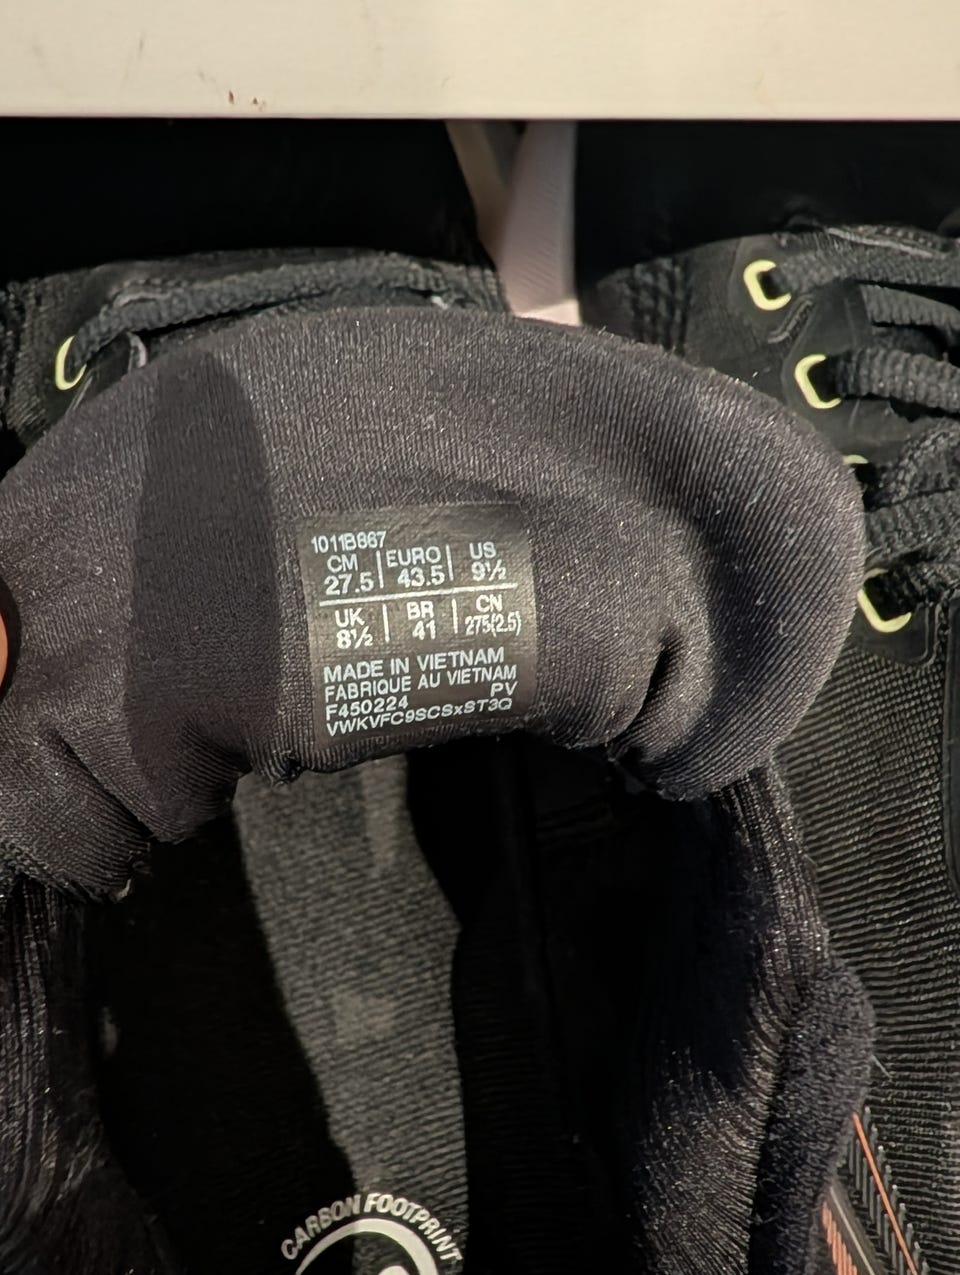 1011B867
CM | EURO | US
27.5 | 43.5 | 9½
UK | BR | CN
8½ | 41 | 275(2.5)
MADE IN VIETNAM
FABRIQUE AU VIETNAM
F450224 PV
VWKVFC9SCSxST3Q
CARBON FOOTPRINT